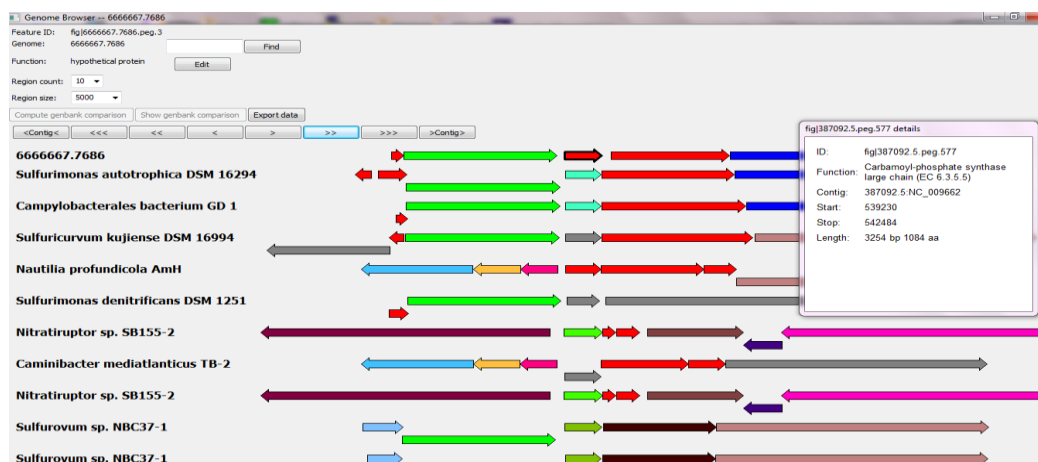 Genome Browser -- 6666667.7686
Feature ID: fig|6666667.7686.peg.3
Genome: 6666667.7686 Find
Function: hypothetical protein Edit
Region count: 10
Region size: 5000
Compute genbank comparison Show genbank comparison Export data
<Contig< <<< << < > >> >>> >Contig>
fig|387092.5.peg.577 details
ID: fig|387092.5.peg.577
Function: Carbamoyl-phosphate synthase
large chain (EC 6.3.5.5)
Contig: 387092.5:NC_009662
Start: 539230
Stop: 542484
Length: 3254 bp 1084 aa
6666667.7686
Sulfurimonas autotrophica DSM 16294
Campylobacterales bacterium GD 1
Sulfuricurvum kujiense DSM 16994
Nautilia profundicola AmH
Sulfurimonas denitrificans DSM 1251
Nitratiruptor sp. SB155-2
Caminibacter mediatlanticus TB-2
Nitratiruptor sp. SB155-2
Sulfurovum sp. NBC37-1
Sulfurovum sp. NBC37-1